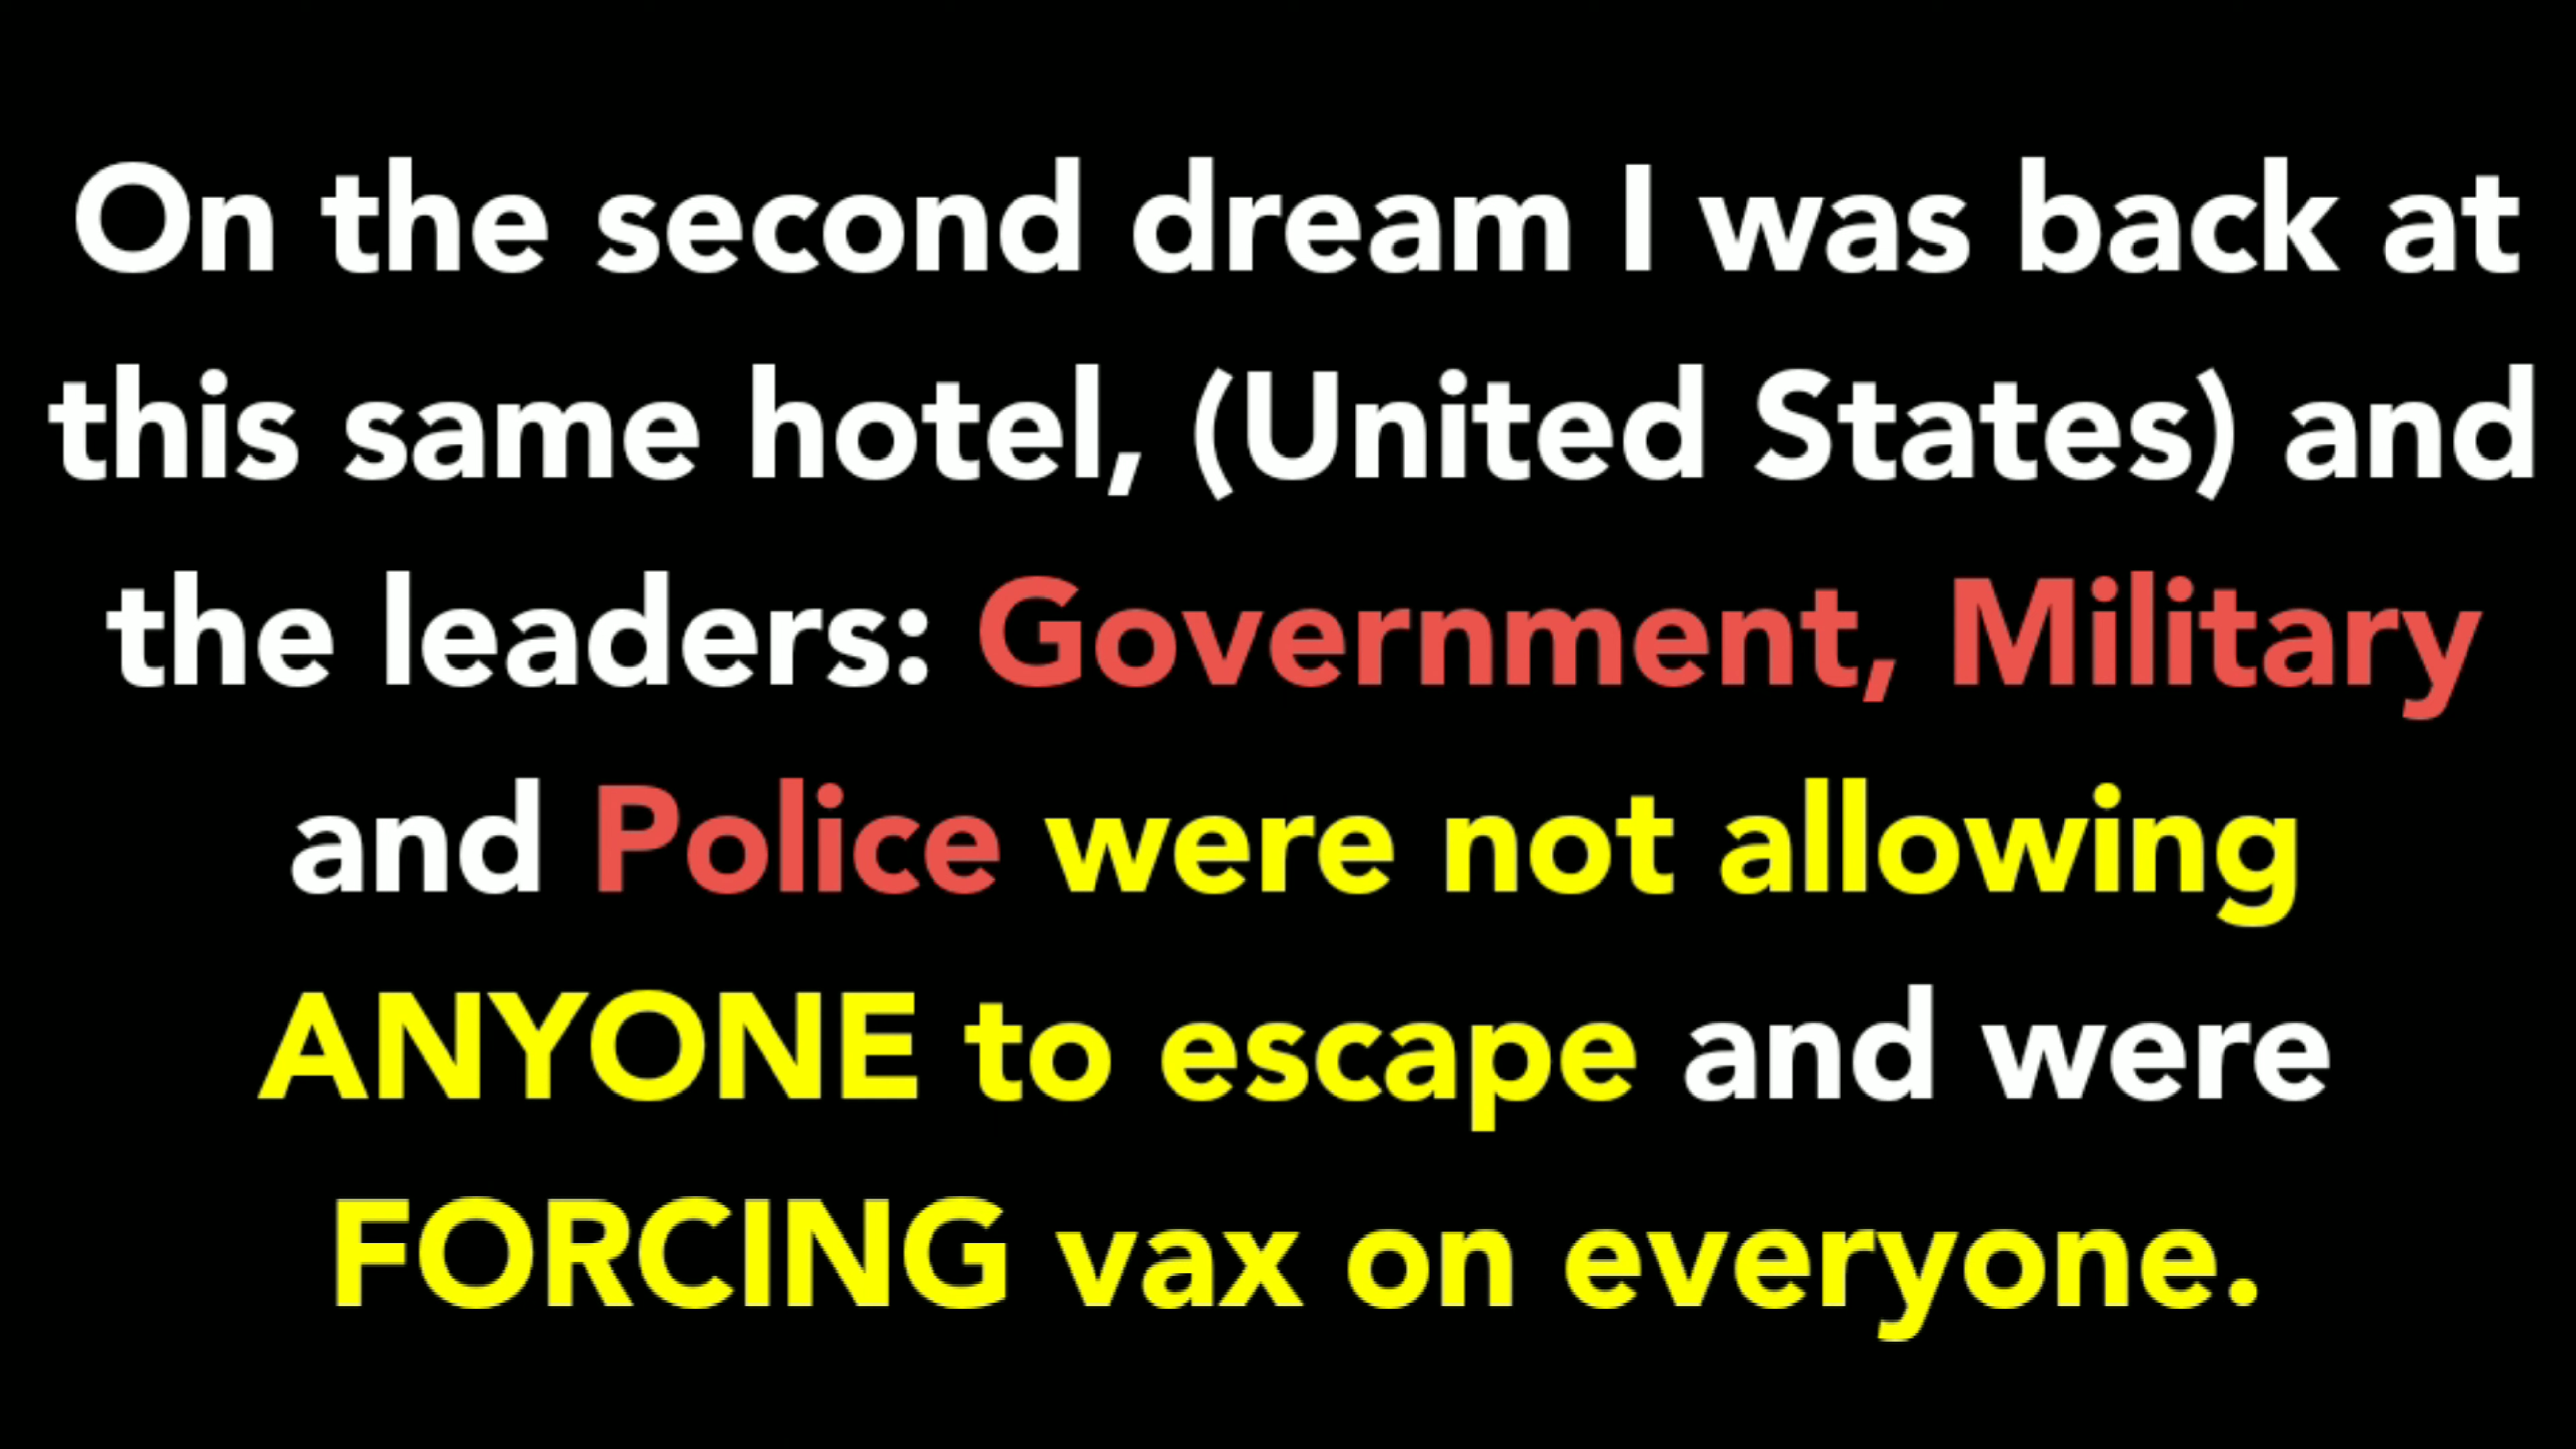 On the second dream I was back at
this same hotel, (United States) and
the leaders: Government, Military
and Police were not allowing
ANYONE to escape and were
FORCING vax on everyone.